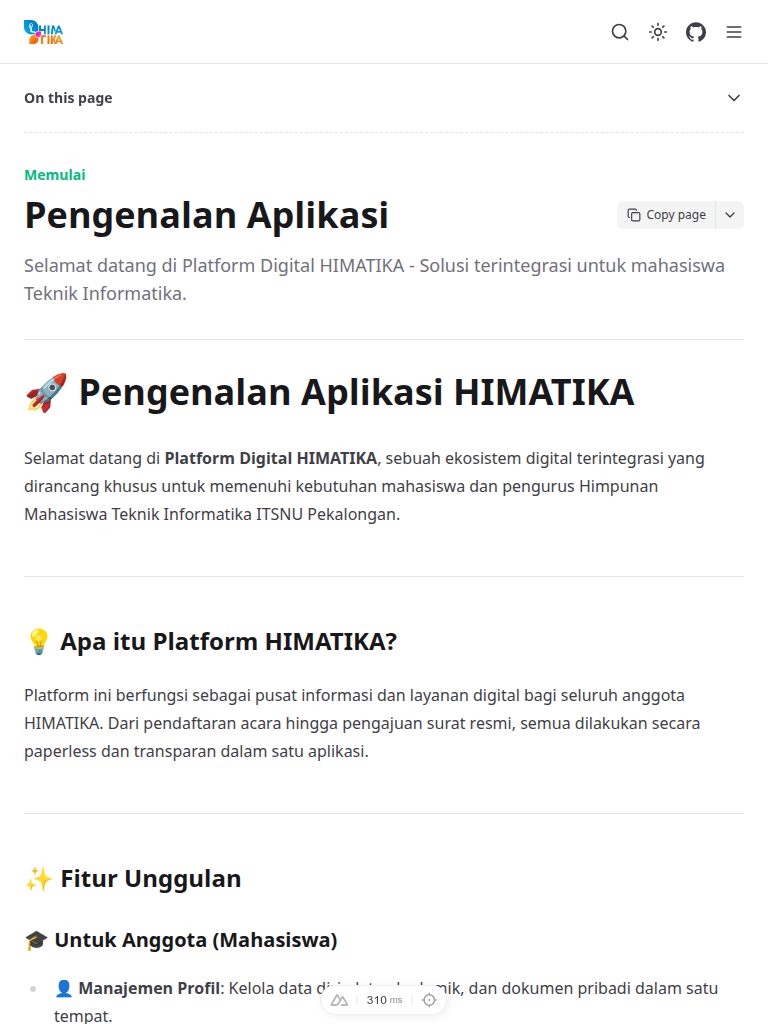 HIMA
TIKA
On this page
Memulai
Pengenalan Aplikasi
Copy page
Selamat datang di Platform Digital HIMATIKA - Solusi terintegrasi untuk mahasiswa
Teknik Informatika.
🚀 Pengenalan Aplikasi HIMATIKA
Selamat datang di Platform Digital HIMATIKA, sebuah ekosistem digital terintegrasi yang
dirancang khusus untuk memenuhi kebutuhan mahasiswa dan pengurus Himpunan
Mahasiswa Teknik Informatika ITSNU Pekalongan.
💡 Apa itu Platform HIMATIKA?
Platform ini berfungsi sebagai pusat informasi dan layanan digital bagi seluruh anggota
HIMATIKA. Dari pendaftaran acara hingga pengajuan surat resmi, semua dilakukan secara
paperless dan transparan dalam satu aplikasi.
✨ Fitur Unggulan
🎓 Untuk Anggota (Mahasiswa)
👤 Manajemen Profil: Kelola data dan dokumen pribadi dalam satu
tempat.
310 ms